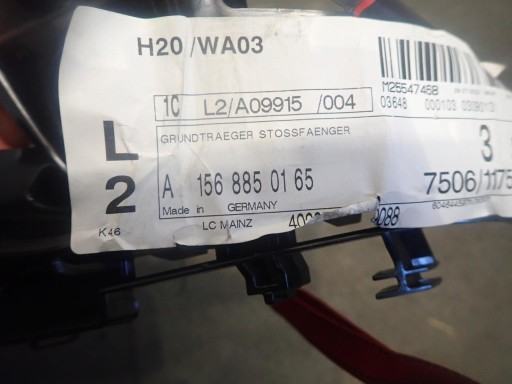 H20 /WA03
M25547468
03648 000103
1C L2/A09915 /004
GRUNDTRAEGER STOSSFAENGER
L
2
3
A 156 885 01 65
7506/1175
Made in GERMANY
K46
LC MAINZ